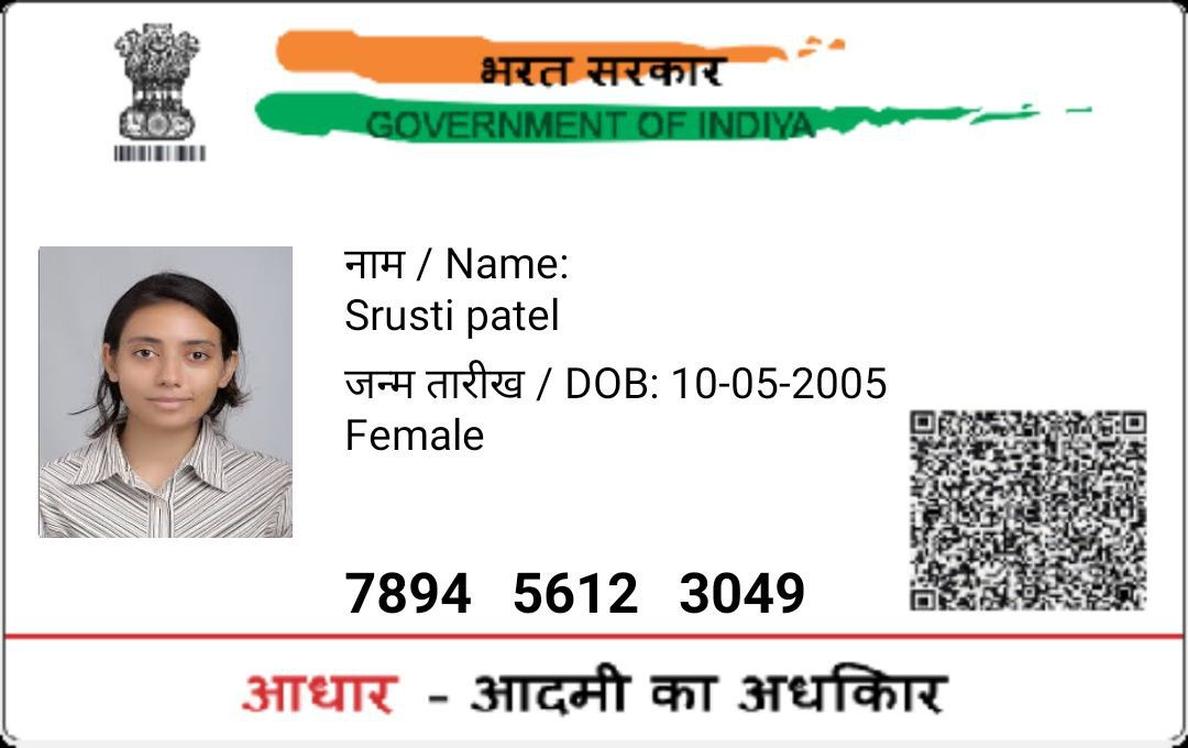 भरत सरकार
GOVERNMENT OF INDIYA
नाम / Name:
Srusti patel
जन्म तारीख / DOB: 10-05-2005
Female
7894 5612 3049
आधार - आदमी का अधकिार